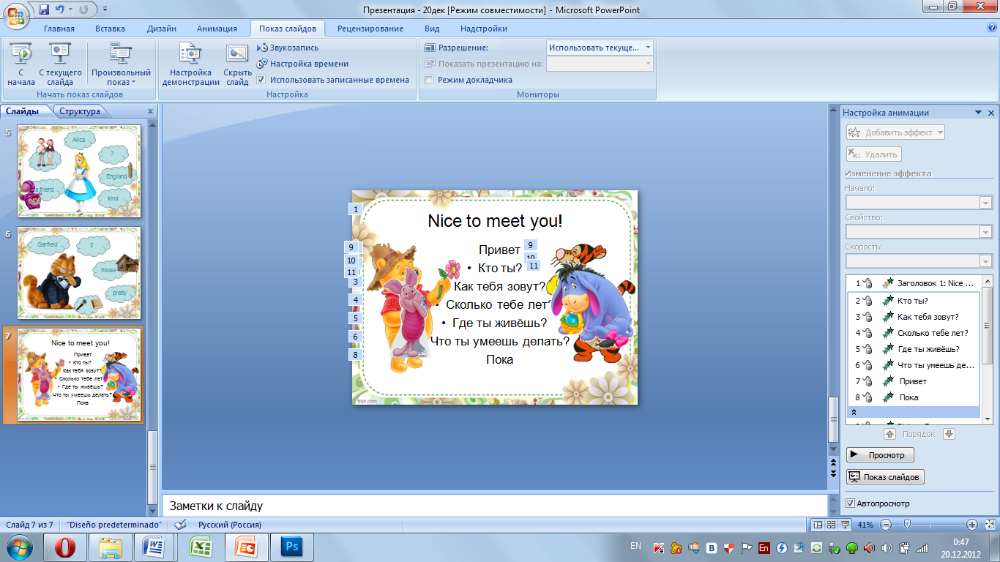 Презентация - 20дек [Режим совместимости] - Microsoft PowerPoint
Главная Вставка Дизайн Анимация Показ слайдов Рецензирование Вид Надстройки
С начала
С текущего слайда
Произвольный показ
Начать показ слайдов
Настройка демонстрации
Скрыть слайд
Звукозапись
Настройка времени
Использовать записанные времена
Настройка
Разрешение: Использовать текуще...
Показать презентацию на:
Режим докладчика
Мониторы
Слайды Структура x
5
Alice
7
England
a friend
kind
6
Garfield
2
house
pretty
7
Nice to meet you!
Привет
• Кто ты?
Как тебя зовут?
• Сколько тебе лет
• Где ты живёшь?
Что ты умеешь делать?
Пока
1
Nice to meet you!
9
Привет 9
10
10
• Кто ты? 11
11
3
Как тебя зовут?
4
Сколько тебе лет?
5
• Где ты живёшь?
6
Что ты умеешь делать?
8
Пока
fppt.com
Заметки к слайду
Настройка анимации
Добавить эффект
Удалить
Изменение эффекта
Начало:
Свойство:
Скорость:
1 Заголовок 1: Nice ...
2 Кто ты?
3 Как тебя зовут?
4 Сколько тебе лет?
5 Где ты живёшь?
6 Что ты умеешь де...
7 Привет
8 Пока
Порядок
Просмотр
Показ слайдов
Автопросмотр
Слайд 7 из 7 "Diseño predeterminado" Русский (Россия) 41%
Ps
EN
En
0:47
20.12.2012